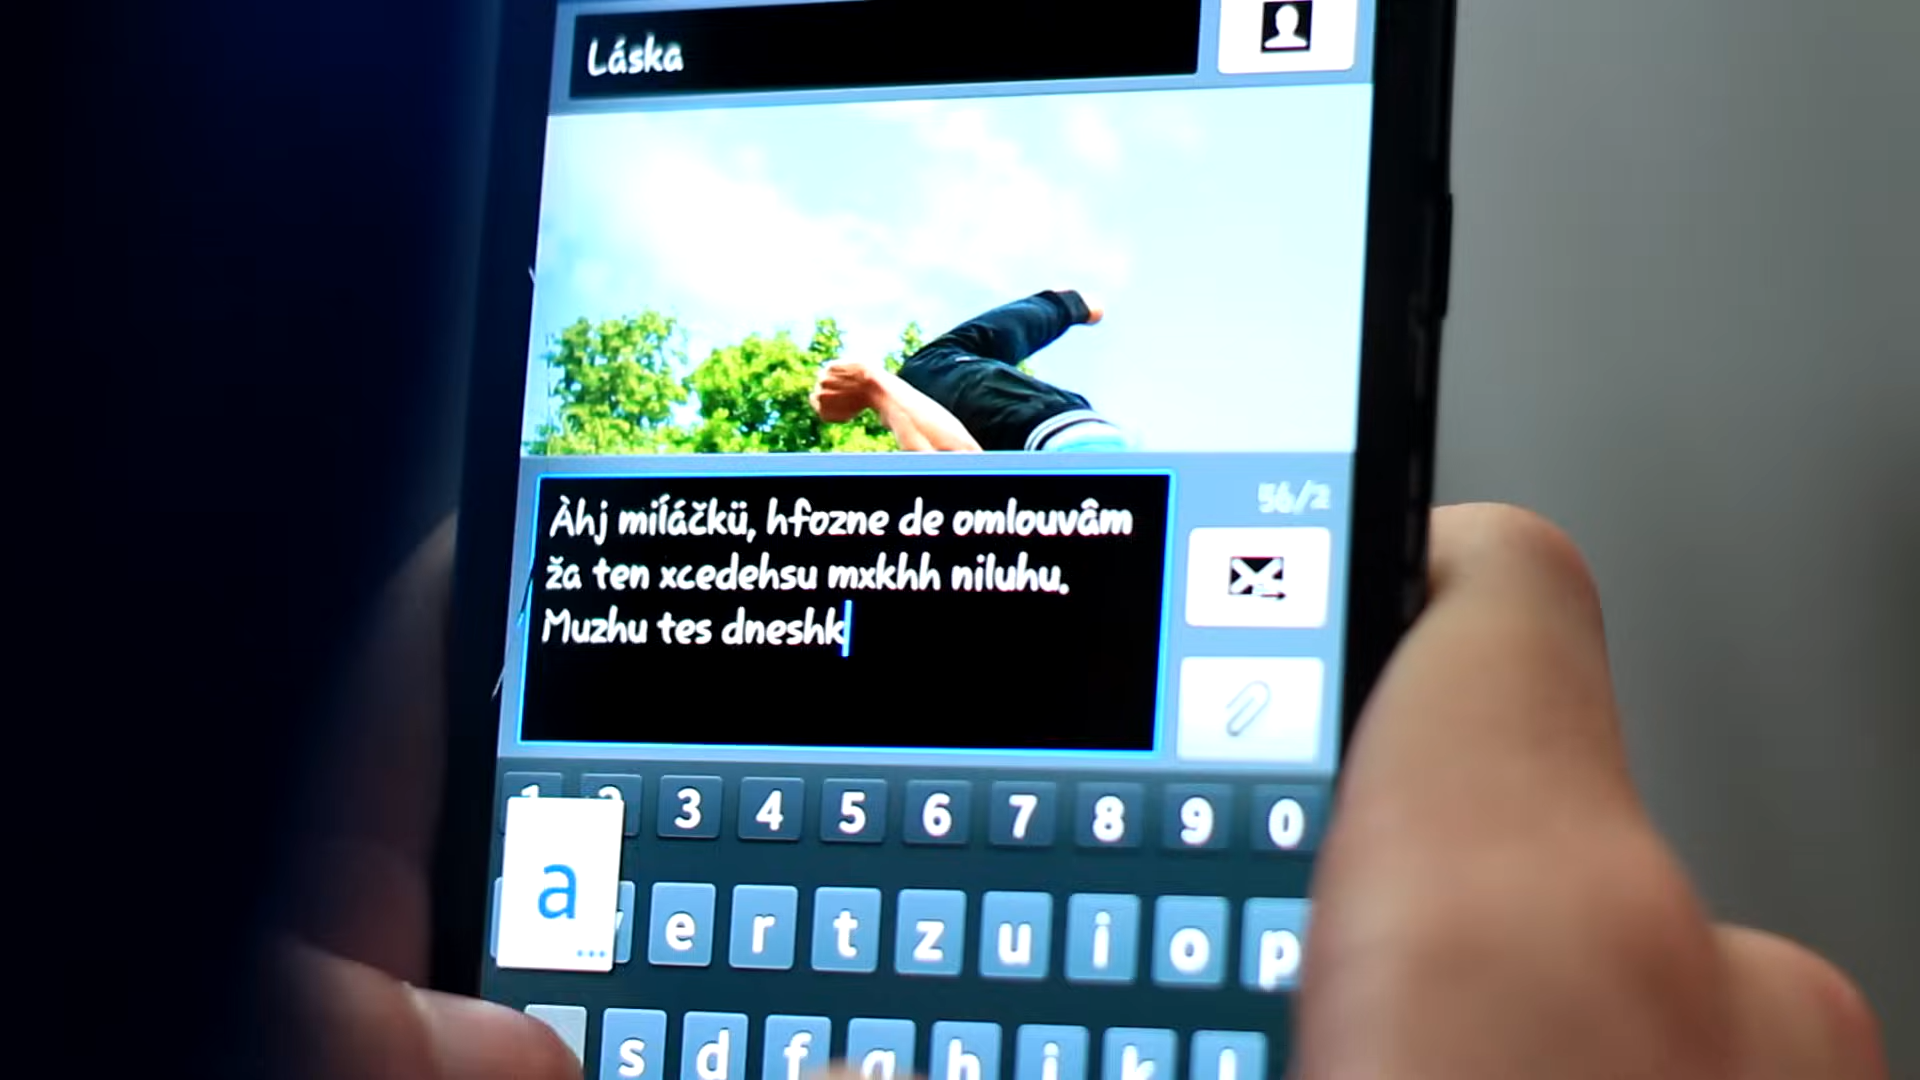 Láska
56/2
Àhj miĺáčkü, hfozne de omlouvâm
ža ten xcedehsu mxkhh niluhu.
Muzhu tes dneshk
3 4 5 6 7 8 9 0
a
...
e r t z u i o p
s d f g h j k l